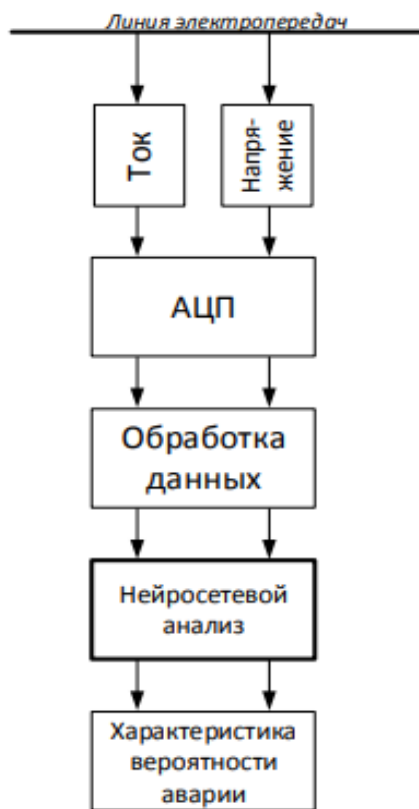 Линия электропередач
Ток
Напря-
жение
АЦП
Обработка
данных
Нейросетевой
анализ
Характеристика
вероятности
аварии